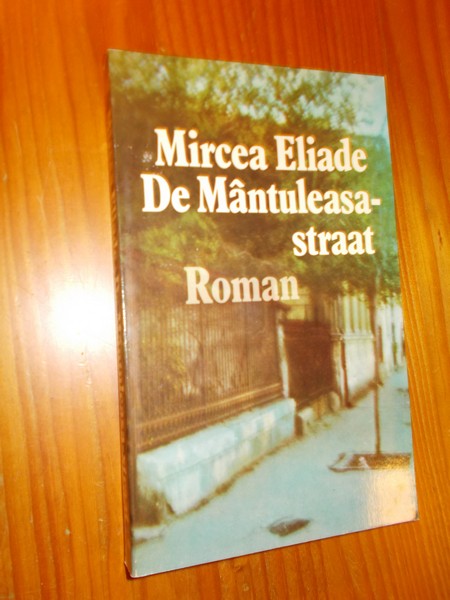 Mircea Eliade
De Mântuleasa-
straat
Roman